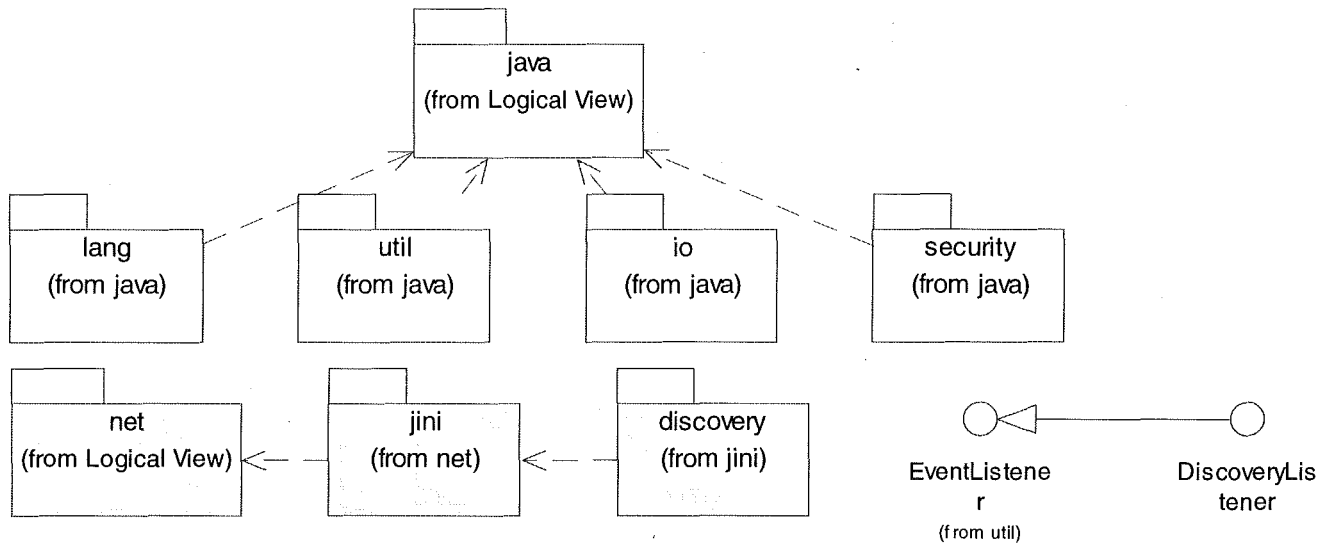 java
(from Logical View)
lang
(from java)
util
(from java)
io
(from java)
security
(from java)
net
(from Logical View)
jini
(from net)
discovery
(from jini)
EventListene
r
(from util)
DiscoveryLis
tener